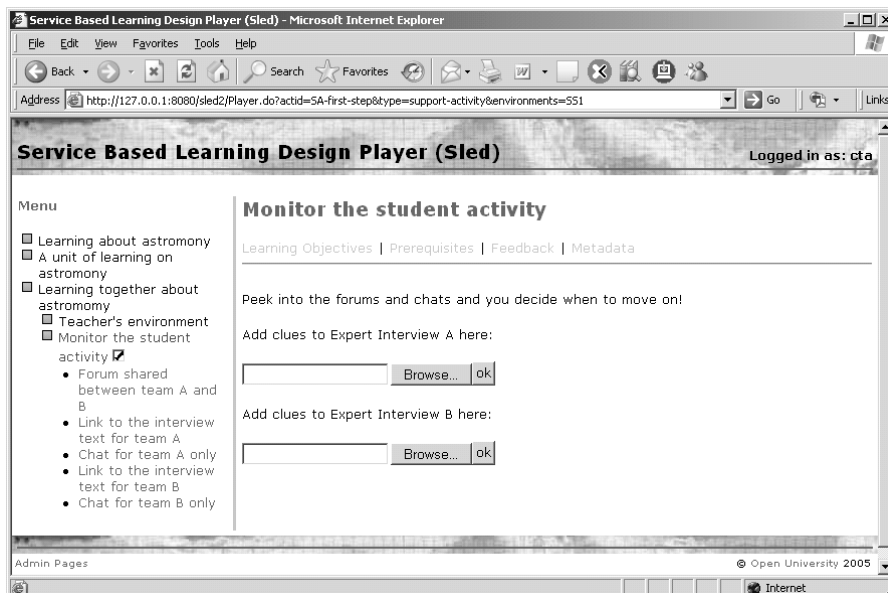 Service Based Learning Design Player (Sled) - Microsoft Internet Explorer
File Edit View Favorites Tools Help
Back Search Favorites
Address http://127.0.0.1:8080/sled2/Player.do?actid=SA-first-step&type=support-activity&environments=SS1 Go Links
Service Based Learning Design Player (Sled)
Logged in as: cta
Menu
Learning about astromony
A unit of learning on
astromony
Learning together about
astromomy
Teacher's environment
Monitor the student
activity
Forum shared
between team A and
B
Link to the interview
text for team A
Chat for team A only
Link to the interview
text for team B
Chat for team B only
Monitor the student activity
Learning Objectives | Prerequisites | Feedback | Metadata
Peek into the forums and chats and you decide when to move on!
Add clues to Expert Interview A here:
Browse... ok
Add clues to Expert Interview B here:
Browse... ok
Admin Pages
© Open University 2005
Internet